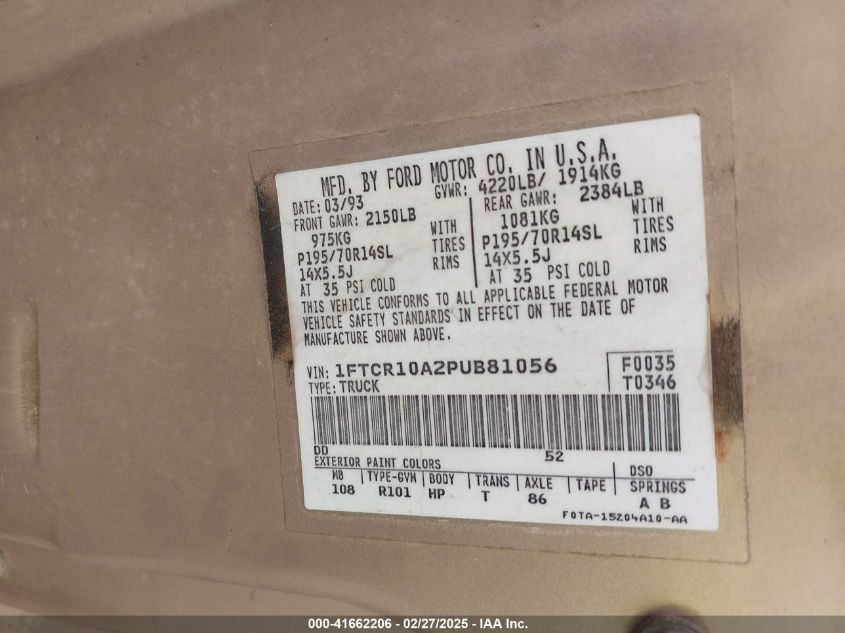 MFD. BY FORD MOTOR CO. IN U.S.A.
DATE: 03/93 GVWR: 4220LB/ 1914KG
FRONT GAWR: 2150LB REAR GAWR: 2384LB
975KG WITH 1081KG WITH
P195/70R14SL TIRES P195/70R14SL TIRES
14X5.5J RIMS 14X5.5J RIMS
AT 35 PSI COLD AT 35 PSI COLD
THIS VEHICLE CONFORMS TO ALL APPLICABLE FEDERAL MOTOR
VEHICLE SAFETY STANDARDS IN EFFECT ON THE DATE OF
MANUFACTURE SHOWN ABOVE.
VIN: 1FTCR10A2PUB81056 F0035
TYPE: TRUCK T0346
DD 52
EXTERIOR PAINT COLORS DSO
WB TYPE-GVW BODY TRANS AXLE TAPE SPRINGS
108 R101 HP T 86 A B
F0TA-15204A10-AA
000-41662206 - 02/27/2025 - IAA Inc.